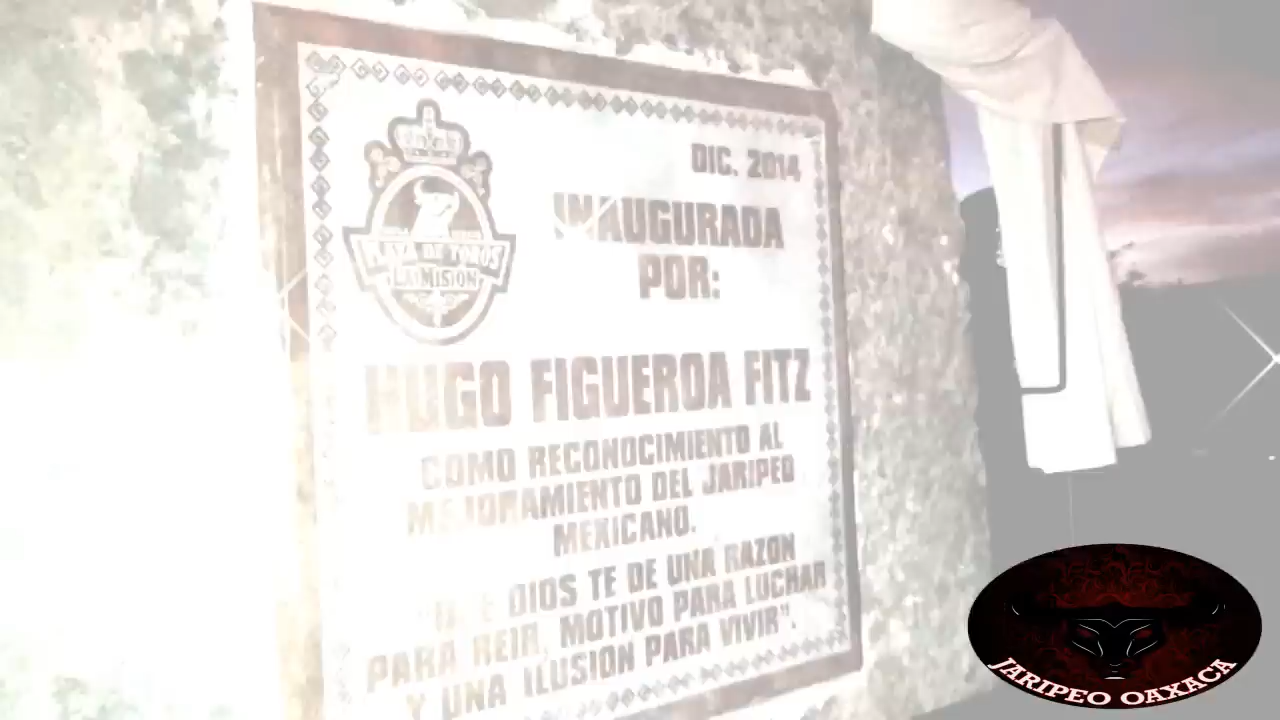 DIC. 2014
PLAZA DE TOROS
LA MISION
INAUGURADA
POR:
HUGO FIGUEROA FITZ
COMO RECONOCIMIENTO AL
MEJORAMIENTO DEL JARIPEO
MEXICANO.
"QUE DIOS TE DE UNA RAZON
PARA REIR, MOTIVO PARA LUCHAR
Y UNA ILUSION PARA VIVIR".
JARIPEO OAXACA